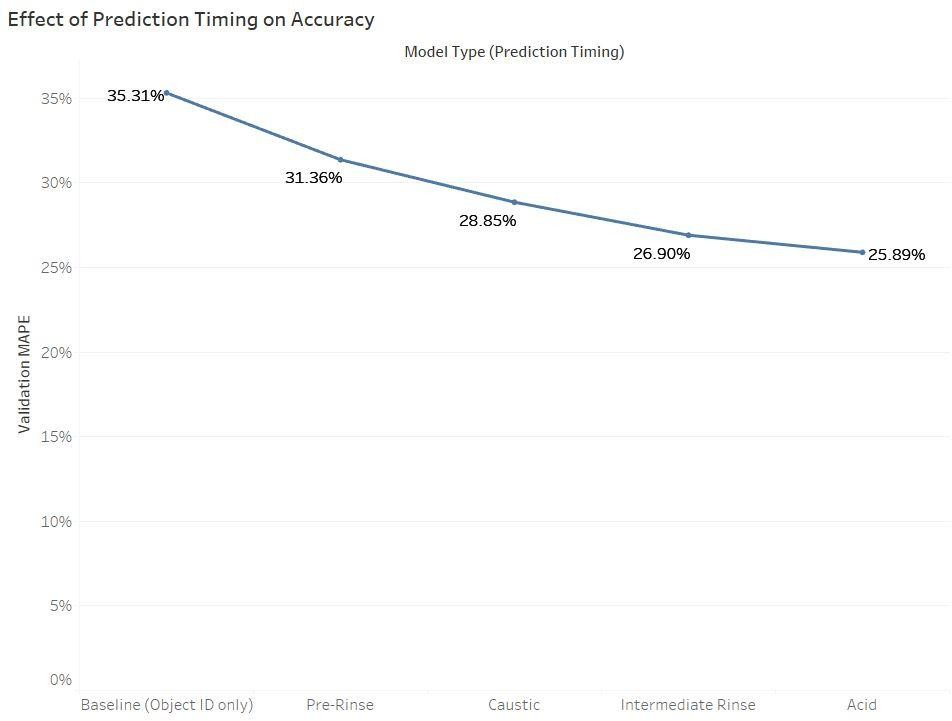 Effect of Prediction Timing on Accuracy
Model Type (Prediction Timing)
35.31%
31.36%
28.85%
26.90%
25.89%
Validation MAPE
35%
30%
25%
20%
15%
10%
5%
0%
Baseline (Object ID only)
Pre-Rinse
Caustic
Intermediate Rinse
Acid